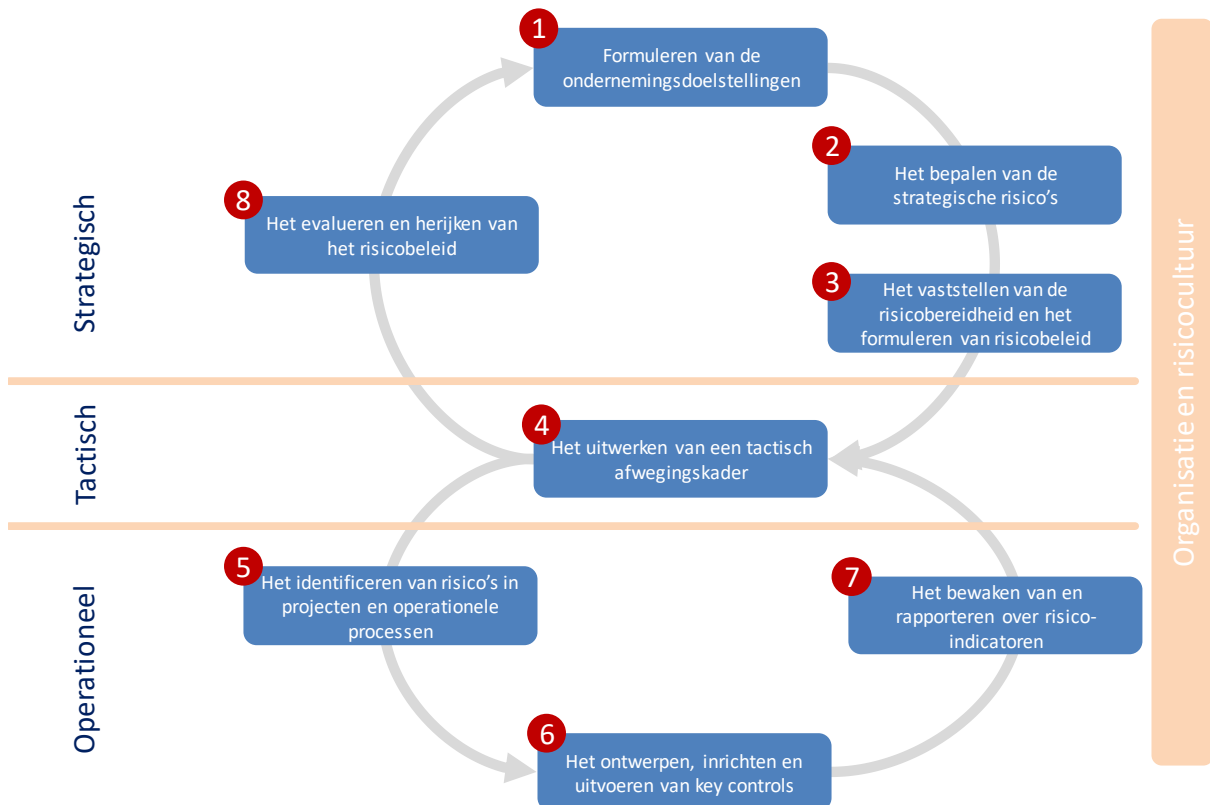 1
Formuleren van de
ondernemingsdoelstellingen
2
Het bepalen van de
strategische risico's
8
Het evalueren en herijken van
het risicobeleid
3
Het vaststellen van de
risicobereidheid en het
formuleren van risicobeleid
Strategisch
4
Het uitwerken van een tactisch
afwegingskader
Tactisch
5
Het identificeren van risico's in
projecten en operationele
processen
7
Het bewaken van en
rapporteren over risico-
indicatoren
6
Het ontwerpen, inrichten en
uitvoeren van key controls
Operationeel
Organisatie en risicocultuur